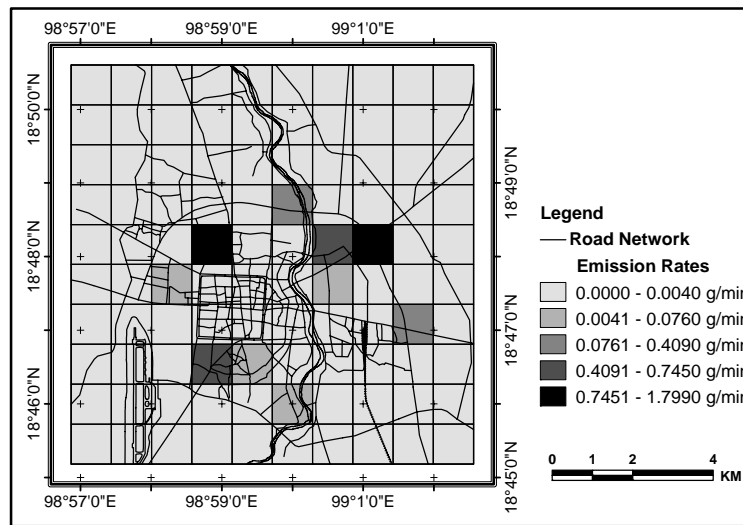 98°57'0"E 98°59'0"E 99°1'0"E
18°50'0"N
18°49'0"N
18°48'0"N
18°47'0"N
18°46'0"N
18°45'0"N
98°57'0"E 98°59'0"E 99°1'0"E
Legend
Road Network
Emission Rates
0.0000 - 0.0040 g/min
0.0041 - 0.0760 g/min
0.0761 - 0.4090 g/min
0.4091 - 0.7450 g/min
0.7451 - 1.7990 g/min
0 1 2 4
KM